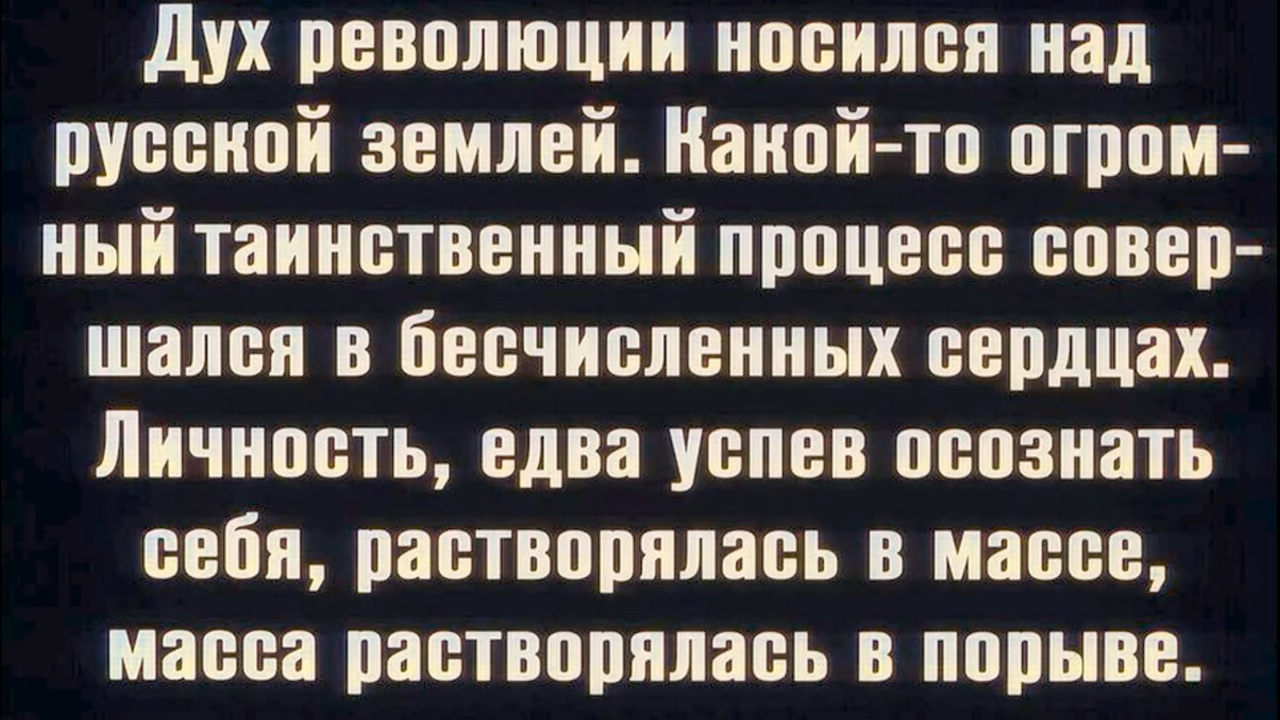 Дух революции носился над
русской землей. Какой-то огром-
ный таинственный процесс совер-
шался в бесчисленных сердцах.
Личность, едва успев осознать
себя, растворялась в массе,
масса растворялась в порыве.